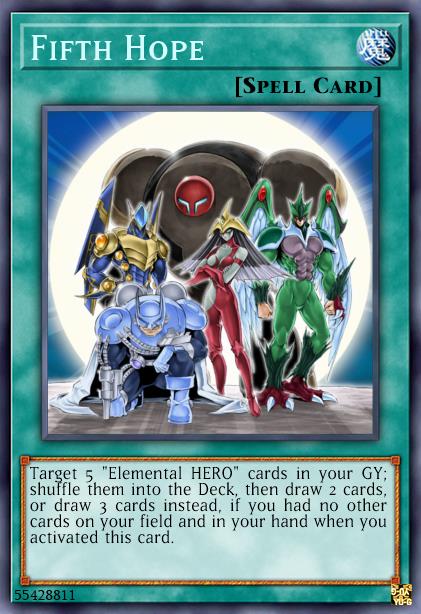 Fifth Hope
[Spell Card]
Target 5 "Elemental HERO" cards in your GY;
shuffle them into the Deck, then draw 2 cards,
or draw 3 cards instead, if you had no other
cards on your field and in your hand when you
activated this card.
55428811